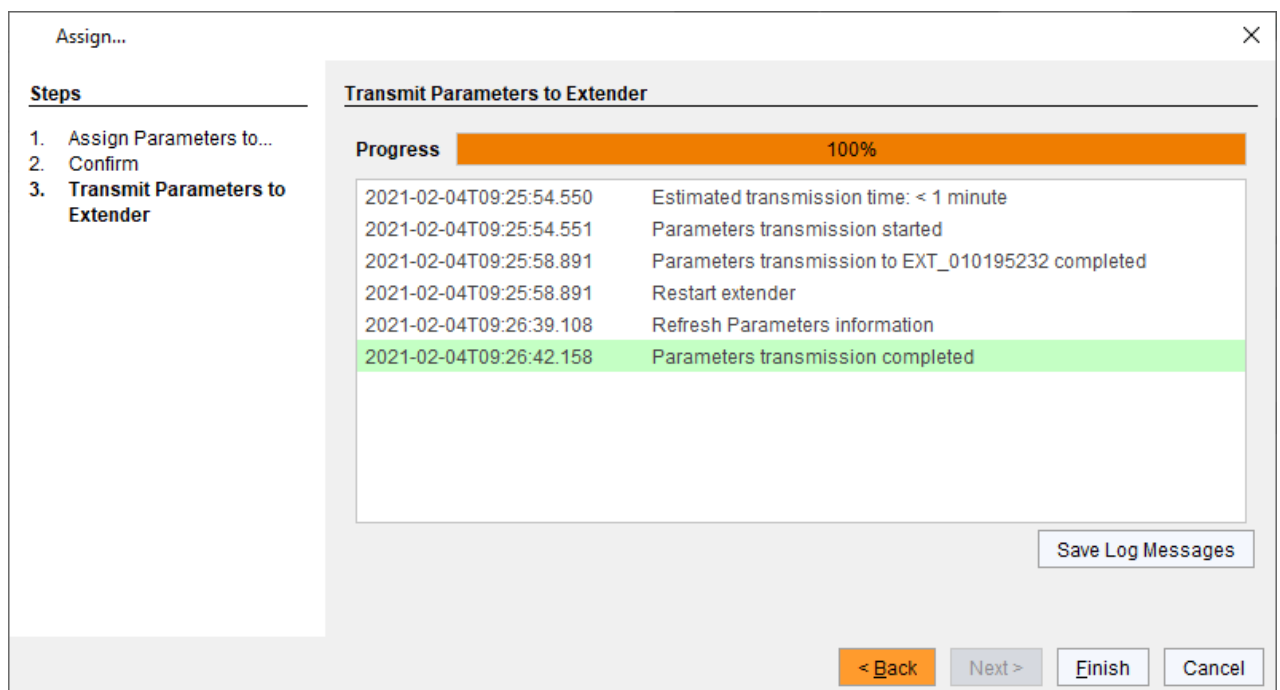 Assign...
Steps
1. Assign Parameters to...
2. Confirm
3. Transmit Parameters to
Extender
Transmit Parameters to Extender
Progress 100%
2021-02-04T09:25:54.550 Estimated transmission time: < 1 minute
2021-02-04T09:25:54.551 Parameters transmission started
2021-02-04T09:25:58.891 Parameters transmission to EXT_010195232 completed
2021-02-04T09:25:58.891 Restart extender
2021-02-04T09:26:39.108 Refresh Parameters information
2021-02-04T09:26:42.158 Parameters transmission completed
Save Log Messages
< Back Next > Finish Cancel